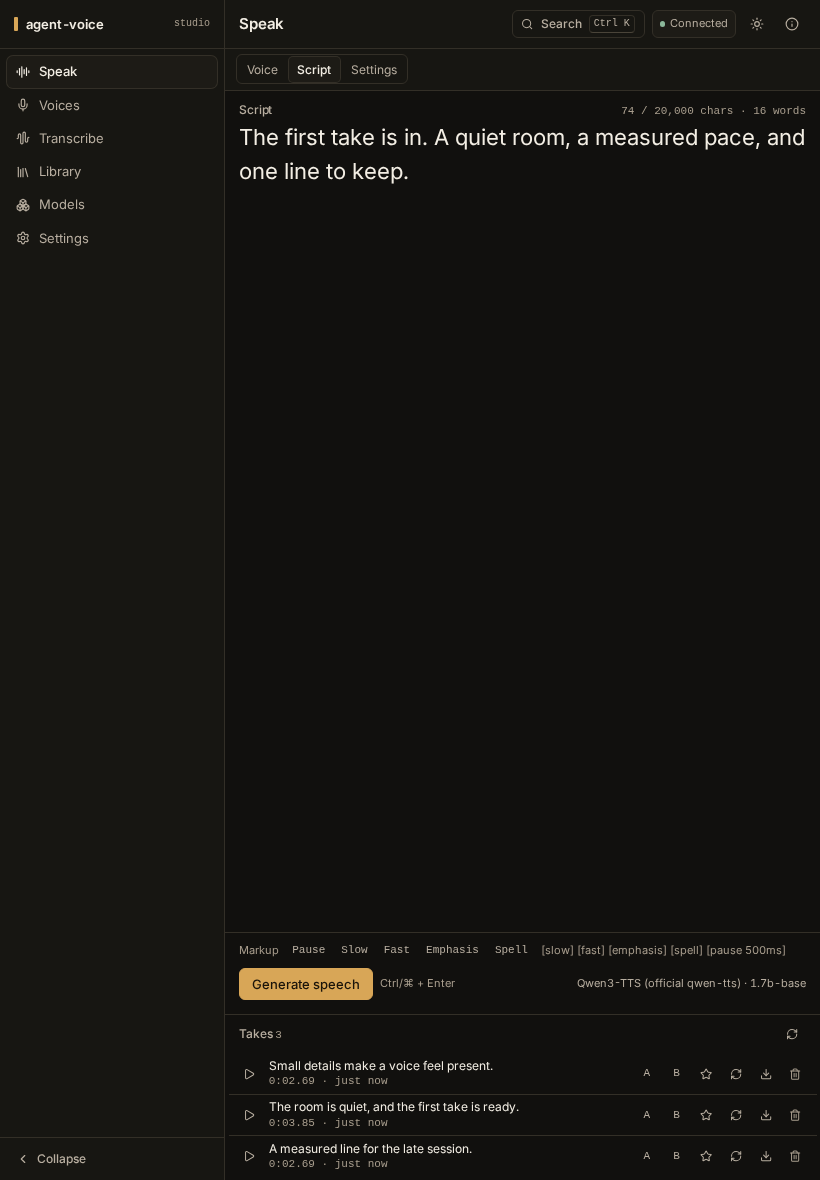 agent-voice
studio
Speak
Search Ctrl K
Connected
Speak
Voices
Transcribe
Library
Models
Settings
Collapse
Voice Script Settings
Script
74 / 20,000 chars · 16 words
The first take is in. A quiet room, a measured pace, and
one line to keep.
Markup Pause Slow Fast Emphasis Spell [slow] [fast] [emphasis] [spell] [pause 500ms]
Generate speech Ctrl/⌘ + Enter
Qwen3-TTS (official qwen-tts) · 1.7b-base
Takes 3
Small details make a voice feel present.
0:02.69 · just now
A B
The room is quiet, and the first take is ready.
0:03.85 · just now
A B
A measured line for the late session.
0:02.69 · just now
A B